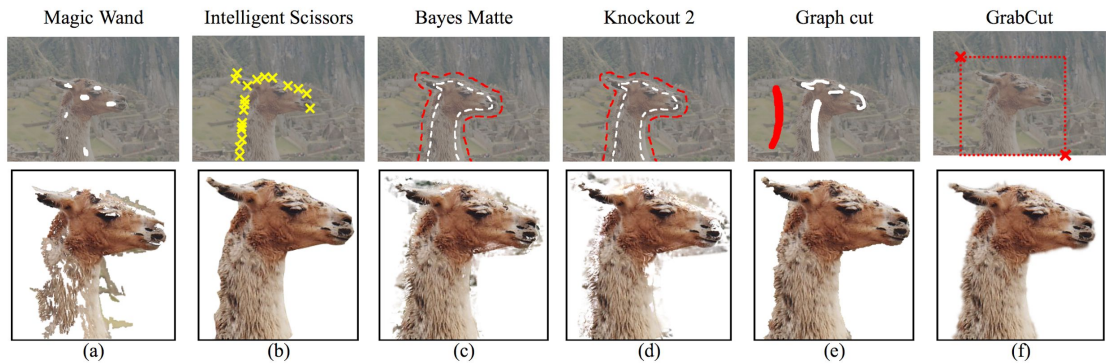 Magic Wand Intelligent Scissors Bayes Matte Knockout 2 Graph cut GrabCut
(a) (b) (c) (d) (e) (f)